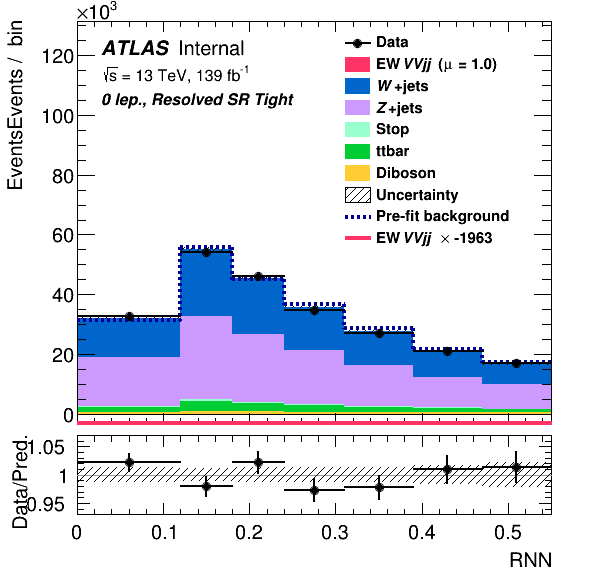 ×10³
EventsEvents / bin
120
100
80
60
40
20
0
ATLAS Internal
√s = 13 TeV, 139 fb⁻¹
0 lep., Resolved SR Tight
Data
EW VVjj (μ = 1.0)
W+jets
Z+jets
Stop
ttbar
Diboson
Uncertainty
Pre-fit background
EW VVjj × -1963
Data/Pred.
1.05
1
0.95
0 0.1 0.2 0.3 0.4 0.5
RNN